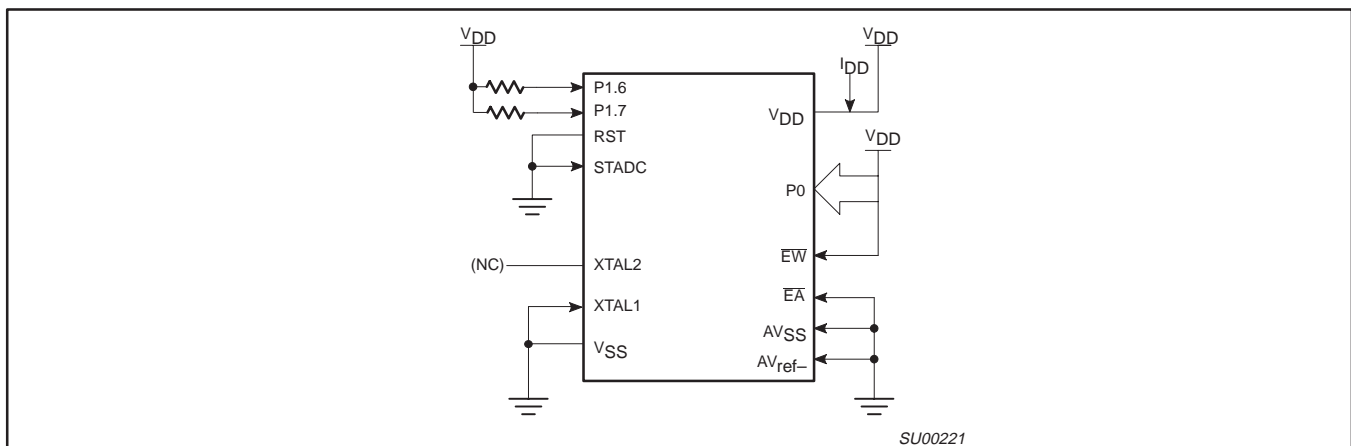 VDD
P1.6
P1.7
RST
STADC
(NC)
XTAL2
XTAL1
VSS
VDD
IDD
VDD
VDD
P0
EW
EA
AVSS
AVref–
SU00221